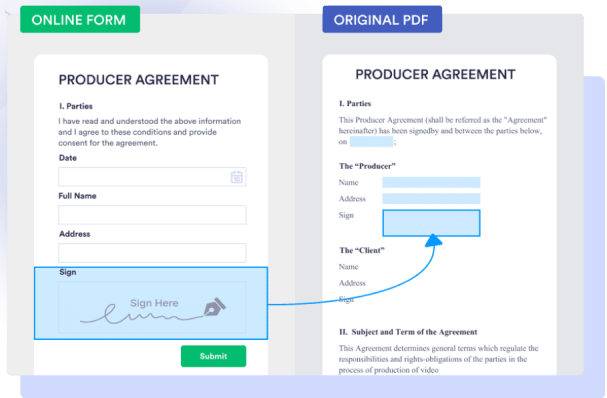 ONLINE FORM
PRODUCER AGREEMENT
I. Parties
I have read and understood the above information
and I agree to these conditions and provide
consent for the agreement.
Date
Full Name
Address
Sign
Sign Here
Submit
ORIGINAL PDF
PRODUCER AGREEMENT
I. Parties
This Producer Agreement (shall be referred as the "Agreement"
hereinafter) has been signedby and between the parties below,
on ;
The “Producer”
Name
Address
Sign
The “Client”
Name
Address
Sign
II. Subject and Term of the Agreement
This Agreement determines general terms which regulate the
responsibilities and rights-obligations of the parties in the
process of production of video